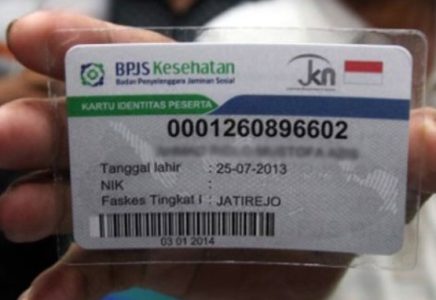 BPJS Kesehatan
Badan Penyelenggara Jaminan Sosial
jkn
KARTU IDENTITAS PESERTA
0001260896602
Tanggal lahir : 25-07-2013
NIK :
Faskes Tingkat I : JATIREJO
03 01 2014